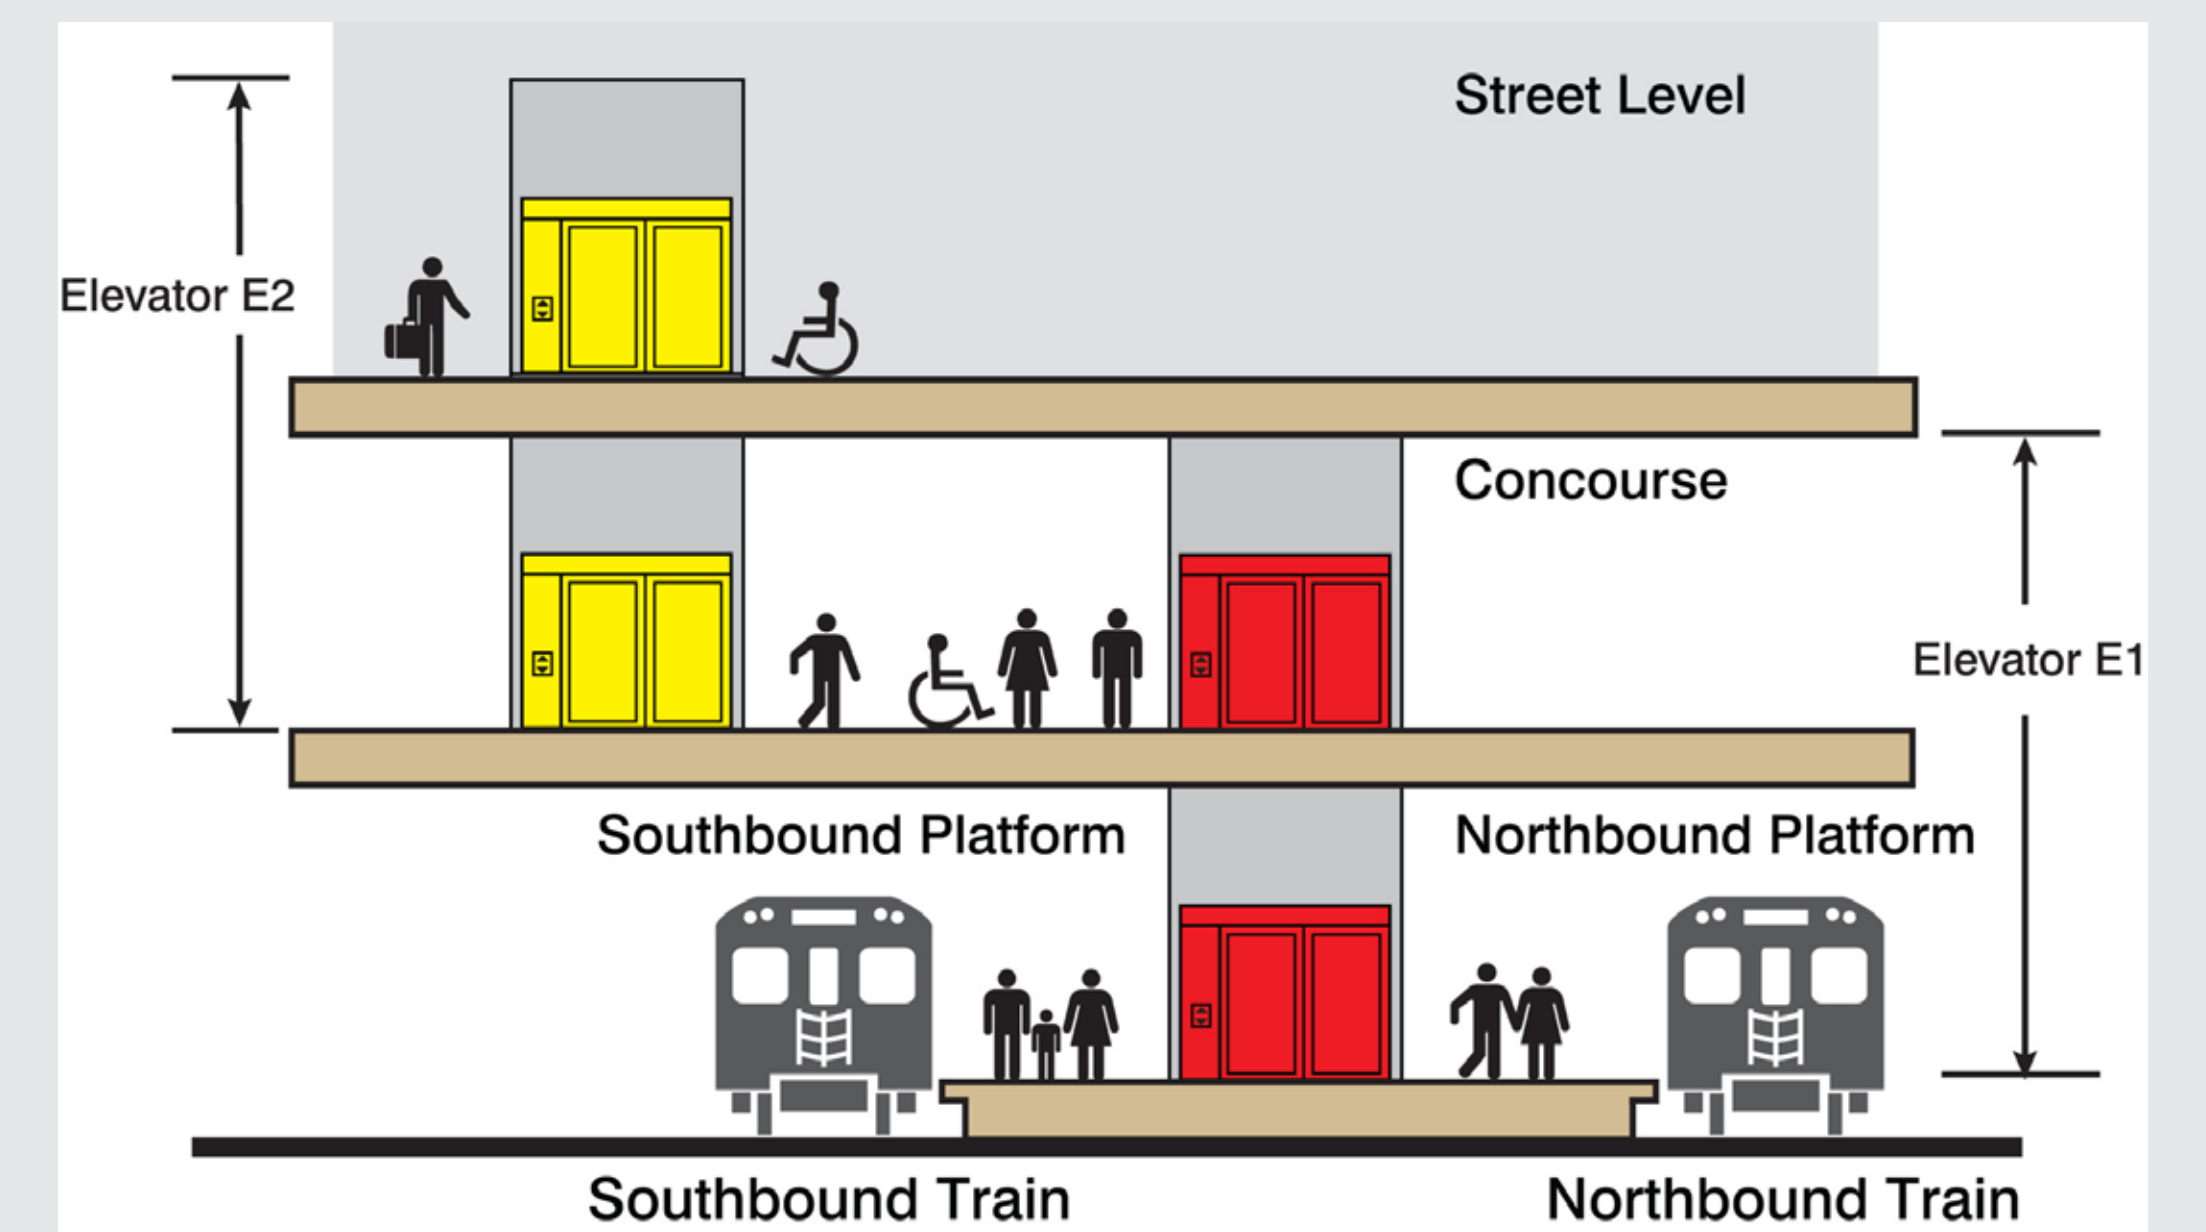 Street Level
Elevator E2
Concourse
Elevator E1
Southbound Platform
Northbound Platform
Southbound Train
Northbound Train